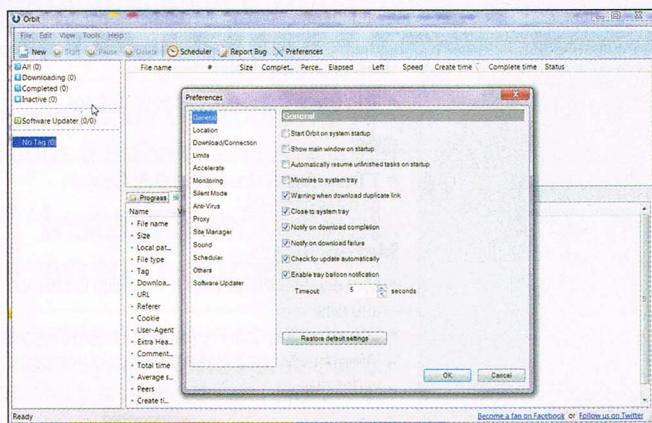 Orbit
File Edit View Tools Help
New Start Pause Delete Scheduler Report Bug Preferences
All (0)
Downloading (0)
Completed (0)
Inactive (0)
Software Updater (0/0)
No Tag (0)
File name # Size Complet... Perce... Elapsed Left Speed Create time Complete time Status
Progress
Name
File name
Size
Local pat...
File type
Tag
Downloa...
URL
Referer
Cookie
User-Agent
Extra Hea...
Comment...
Total time
Average s...
Peers
Create ti...
Preferences
General
Location
Download/Connection
Limits
Accelerate
Monitoring
Silent Mode
Anti-Virus
Proxy
Site Manager
Sound
Scheduler
Others
Software Updater
General
Start Orbit on system startup
Show main window on startup
Automatically resume unfinished tasks on startup
Minimise to system tray
Warning when download duplicate link
Close to system tray
Notify on download completion
Notify on download failure
Check for update automatically
Enable tray balloon notification
Timeout: 5 seconds
Restore default settings
OK Cancel
Ready
Become a fan on Facebook or Follow us on Twitter